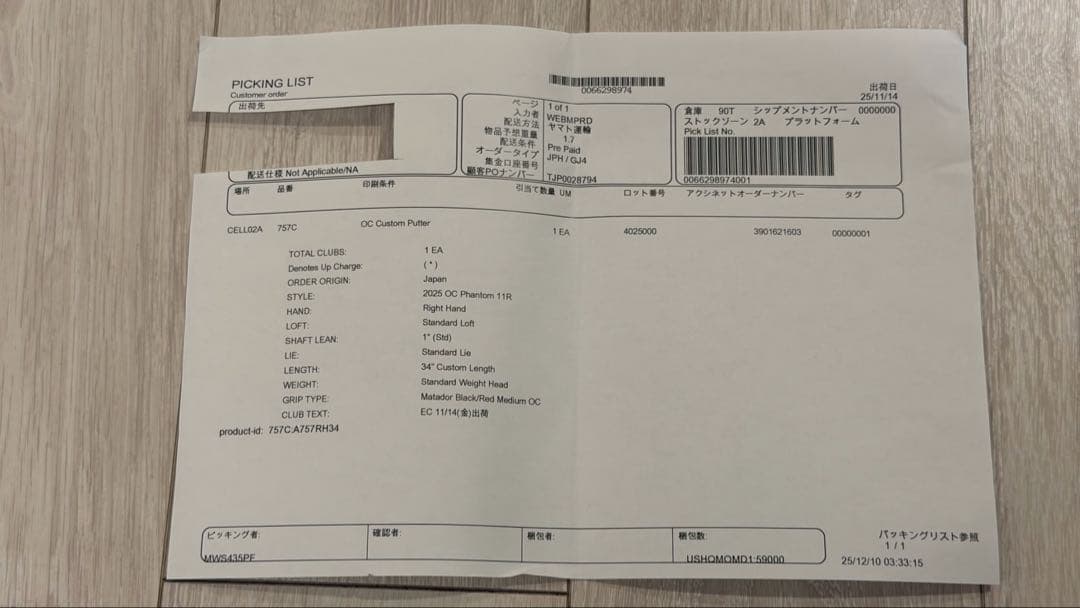 PICKING LIST
Customer order
出荷先
配送仕様 Not Applicable/NA
0066298974
ページ 1 of 1
入力者 WEBMPRD
配送方法 ヤマト運輸
物品予想重量 1.7
配送条件 Pre Paid
オーダータイプ JPH / GJ4
集金口座番号
顧客POナンバー TJP0028794
出荷日
25/11/14
倉庫 90T シップメントナンバー 0000000
ストックゾーン 2A プラットフォーム
Pick List No.
0066298974001
場所 品番 印刷条件 引当て数量 UM ロット番号 アクシネットオーダーナンバー タグ
CELL02A 757C OC Custom Putter 1 EA 4025000 3901621603 00000001
TOTAL CLUBS: 1 EA
Denotes Up Charge: (*)
ORDER ORIGIN: Japan
STYLE: 2025 OC Phantom 11R
HAND: Right Hand
LOFT: Standard Loft
SHAFT LEAN: 1° (Std)
LIE: Standard Lie
LENGTH: 34" Custom Length
WEIGHT: Standard Weight Head
GRIP TYPE: Matador Black/Red Medium OC
CLUB TEXT: EC 11/14(金)出荷
product-id: 757C:A757RH34
ピッキング者: 確認者: 梱包者: 梱包数:
MWS435PF USHQMOMD1:59000
パッキングリスト参照
1 / 1
25/12/10 03:33:15